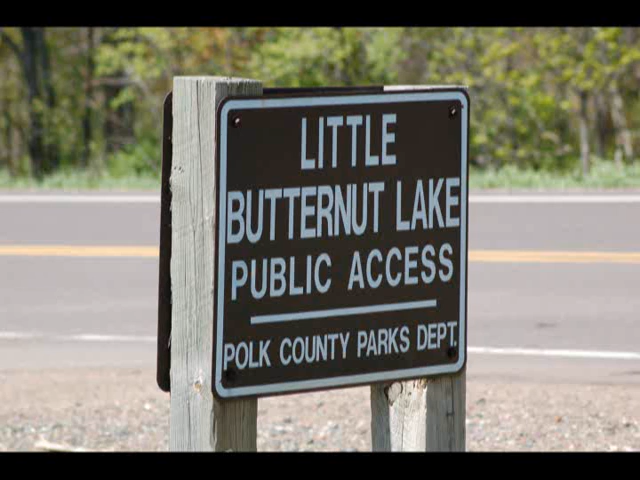 LITTLE
BUTTERNUT LAKE
PUBLIC ACCESS
POLK COUNTY PARKS DEPT.